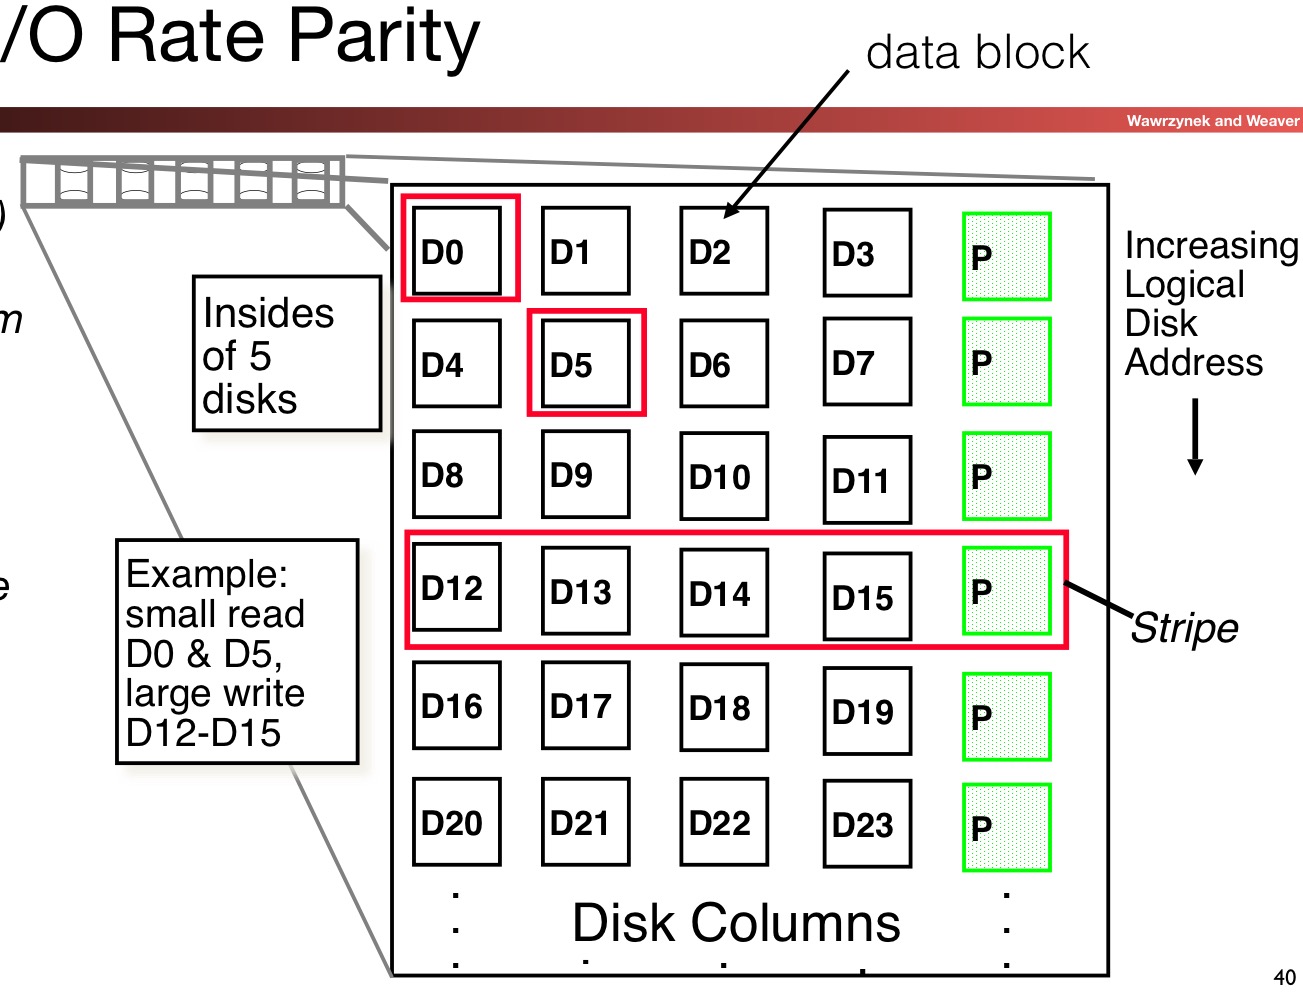 /O Rate Parity
data block
Wawrzynek and Weaver
)
m
e
Insides
of 5
disks
Example:
small read
D0 & D5,
large write
D12-D15
D0 D1 D2 D3 P
D4 D5 D6 D7 P
D8 D9 D10 D11 P
D12 D13 D14 D15 P
D16 D17 D18 D19 P
D20 D21 D22 D23 P
Disk Columns
Increasing
Logical
Disk
Address
Stripe
40